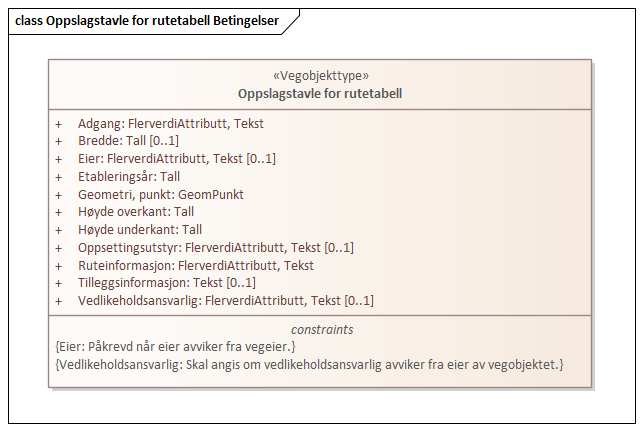 class Oppslagstavle for rutetabell Betingelser
«Vegobjekttype»
Oppslagstavle for rutetabell
+ Adgang: FlerverdiAttributt, Tekst
+ Bredde: Tall [0..1]
+ Eier: FlerverdiAttributt, Tekst [0..1]
+ Etableringsår: Tall
+ Geometri, punkt: GeomPunkt
+ Høyde overkant: Tall
+ Høyde underkant: Tall
+ Oppsettingsutstyr: FlerverdiAttributt, Tekst [0..1]
+ Ruteinformasjon: FlerverdiAttributt, Tekst
+ Tilleggsinformasjon: Tekst [0..1]
+ Vedlikeholdsansvarlig: FlerverdiAttributt, Tekst [0..1]
constraints
{Eier: Påkrevd når eier avviker fra vegeier.}
{Vedlikeholdsansvarlig: Skal angis om vedlikeholdsansvarlig avviker fra eier av vegobjektet.}